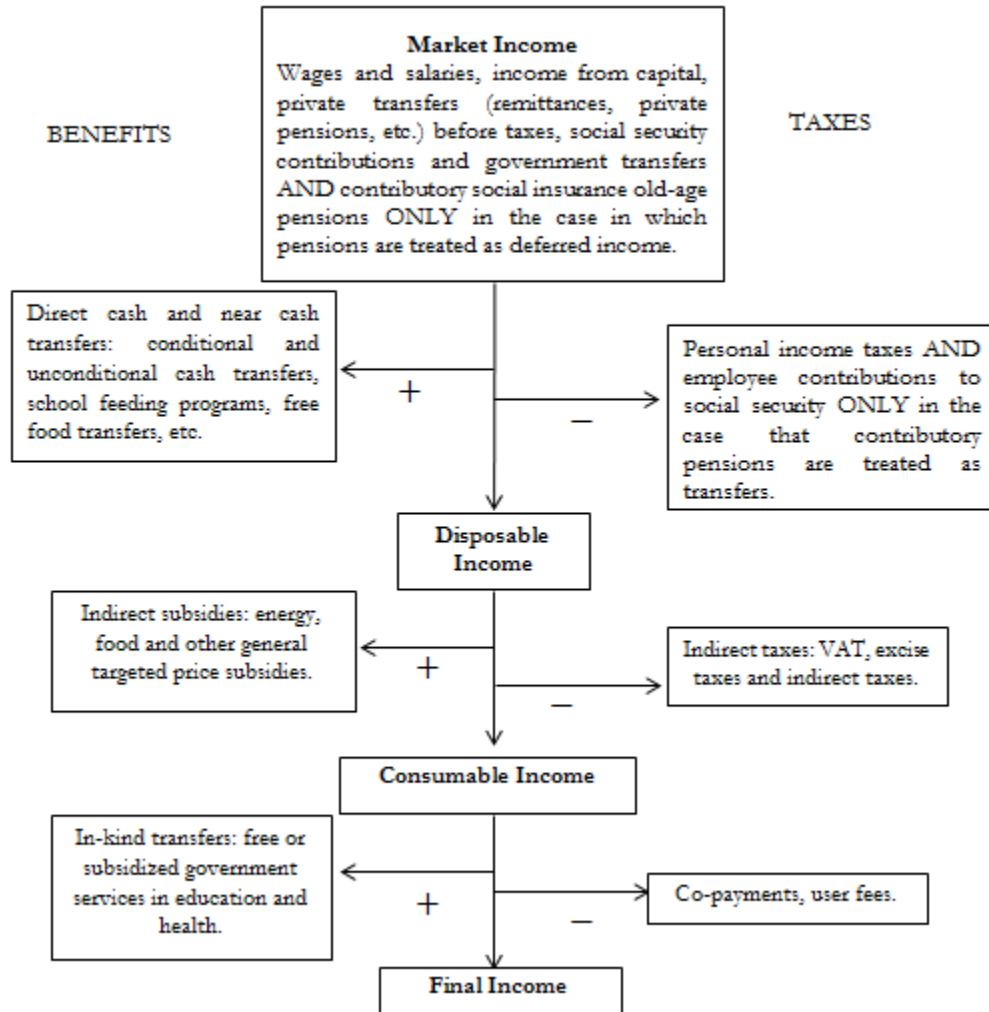 Market Income
Wages and salaries, income from capital,
private transfers (remittances, private
pensions, etc.) before taxes, social security
contributions and government transfers
AND contributory social insurance old-age
pensions ONLY in the case in which
pensions are treated as deferred income.
BENEFITS
TAXES
Direct cash and near cash
transfers: conditional and
unconditional cash transfers,
school feeding programs, free
food transfers, etc.
+
Personal income taxes AND
employee contributions to
social security ONLY in the
case that contributory
pensions are treated as
transfers.
–
Disposable
Income
Indirect subsidies: energy,
food and other general
targeted price subsidies.
+
Indirect taxes: VAT, excise
taxes and indirect taxes.
–
Consumable Income
In-kind transfers: free or
subsidized government
services in education and
health.
+
Co-payments, user fees.
–
Final Income